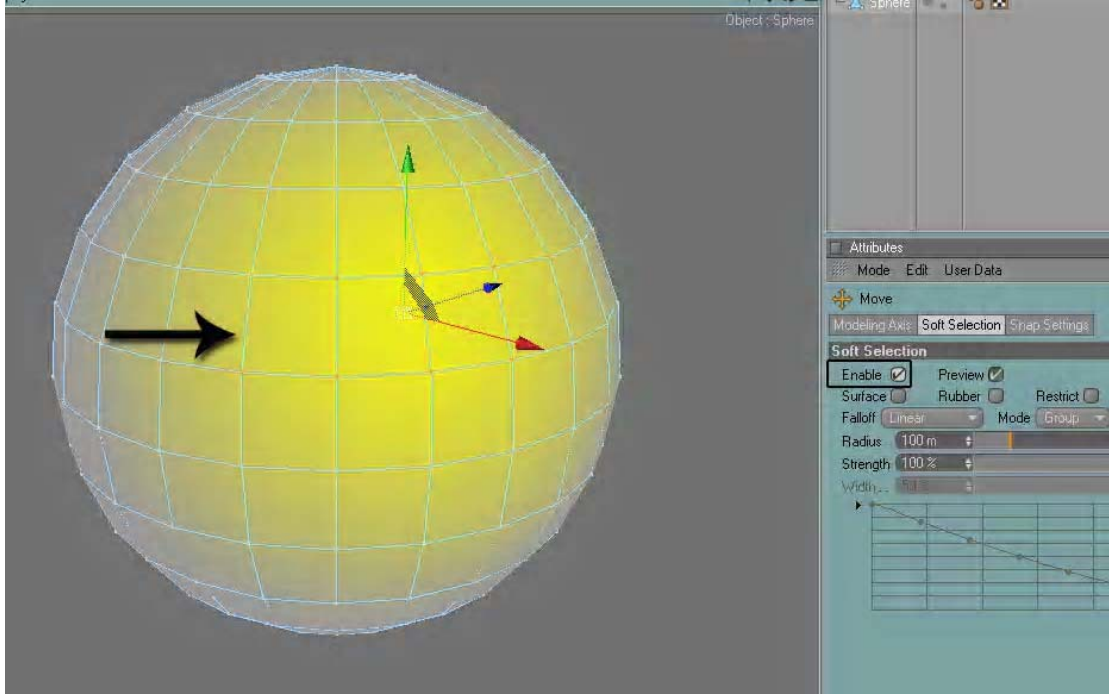 Object : Sphere
Sphere
Attributes
Mode Edit User Data
Move
Modeling Axis Soft Selection Snap Settings
Soft Selection
Enable Preview
Surface Rubber Restrict
Falloff Linear Mode Group
Radius 100 m
Strength 100 %
Width